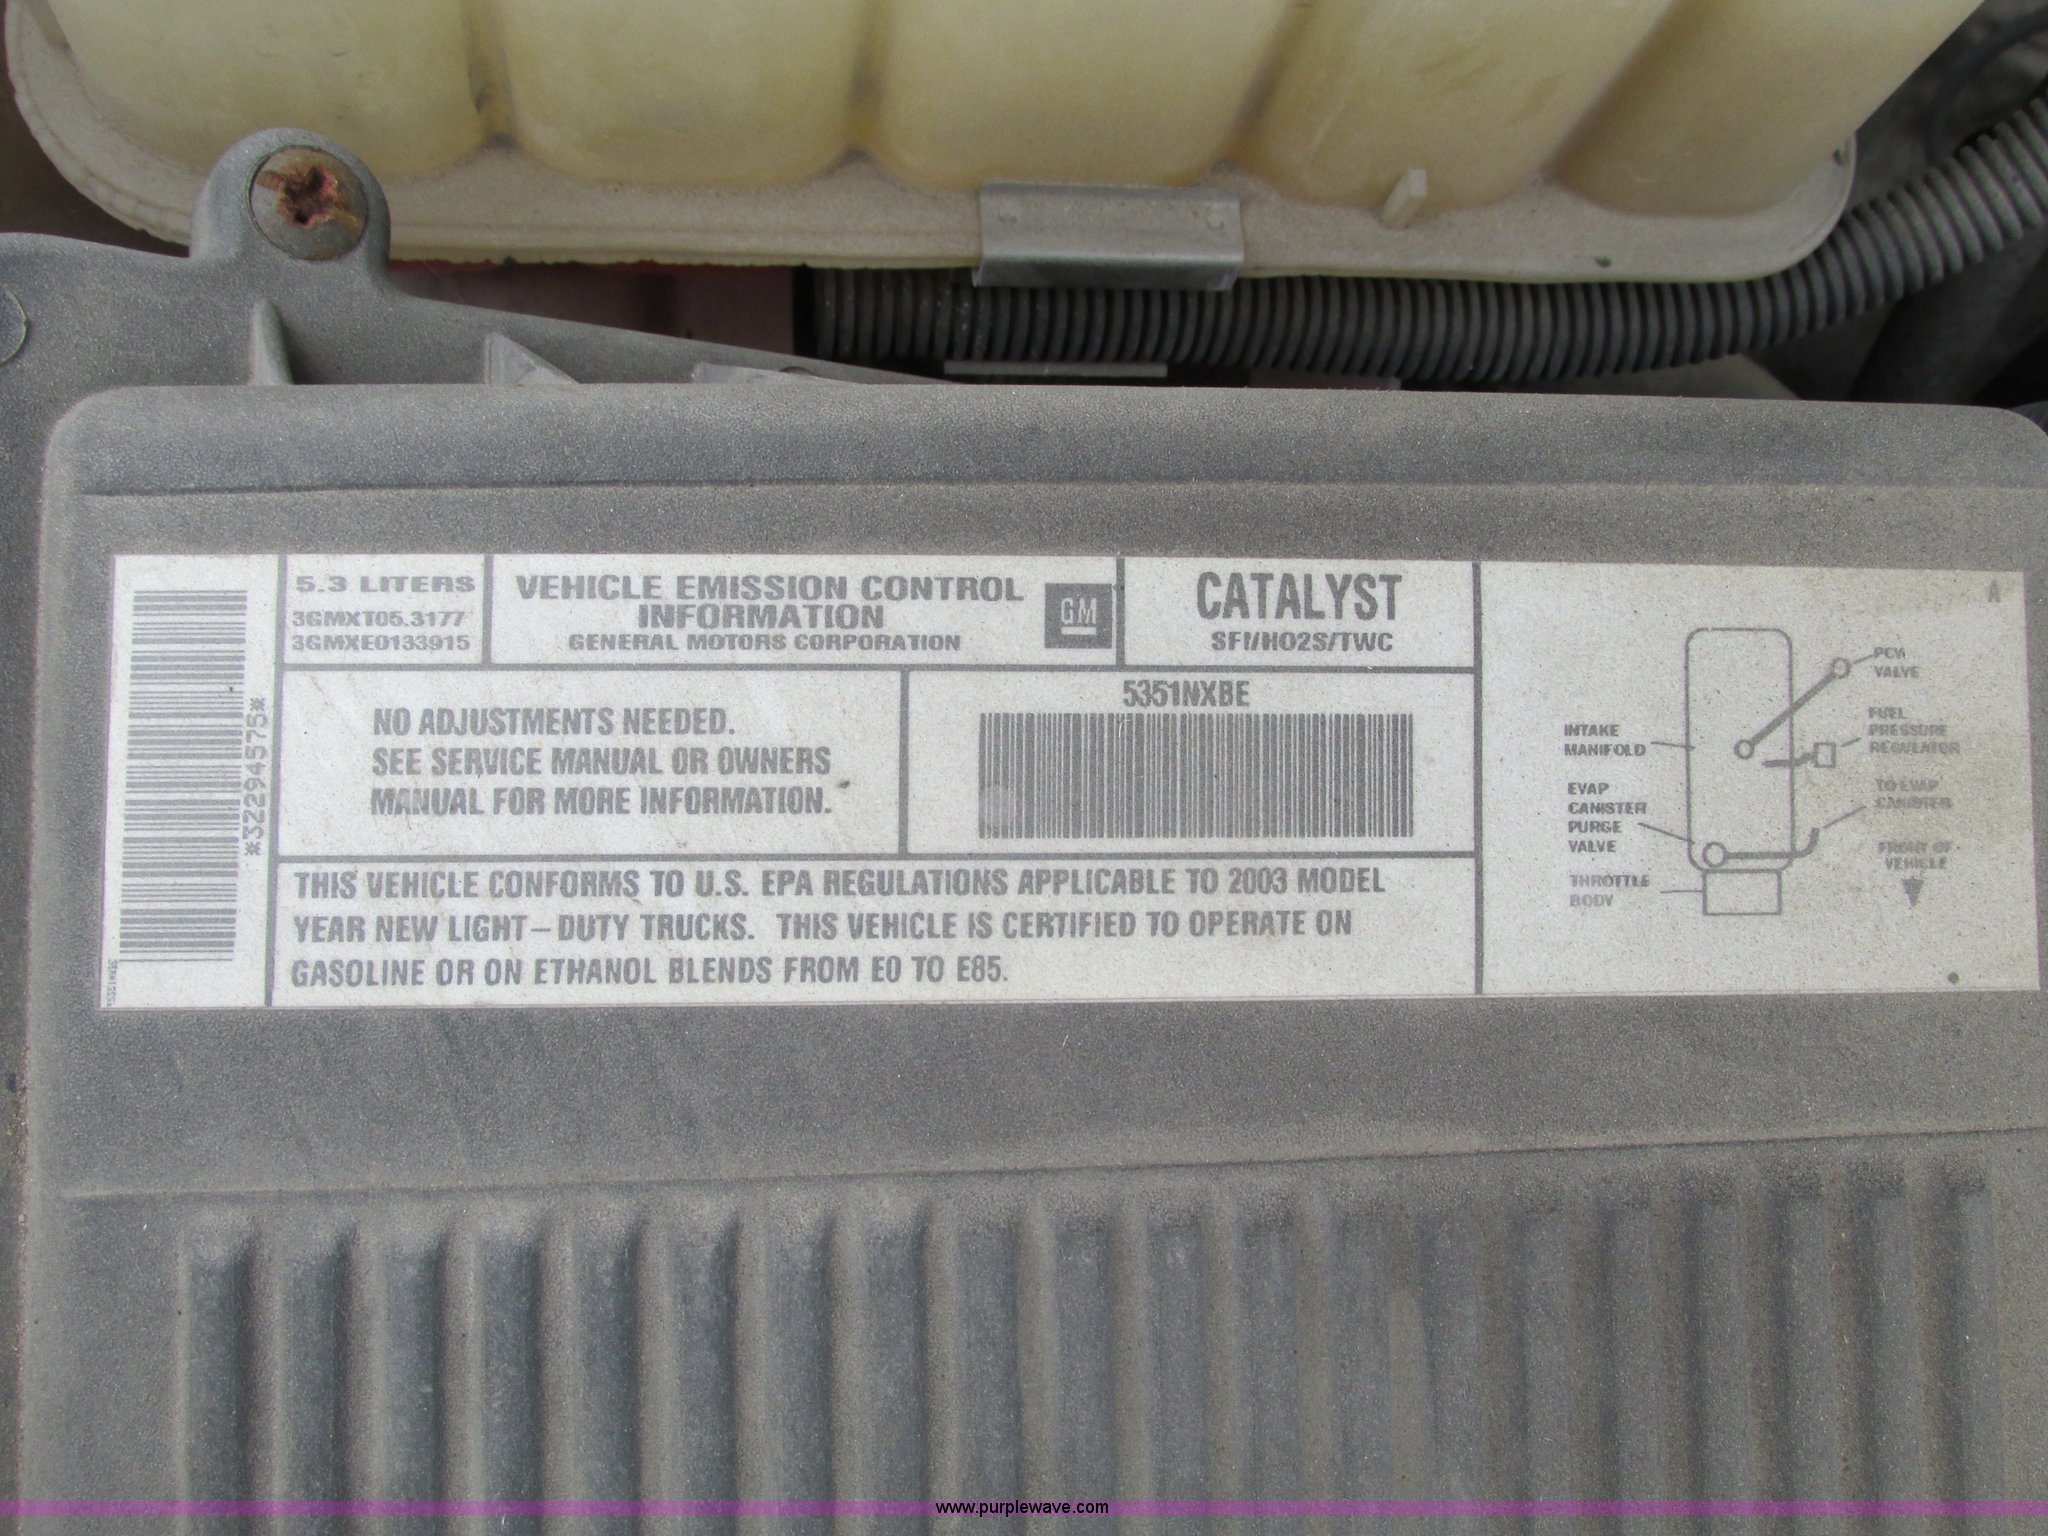 5.3 LITERS
3GMXT05.3177
3GMXE0133915
VEHICLE EMISSION CONTROL
INFORMATION
GENERAL MOTORS CORPORATION
GM
CATALYST
SFI/HO2S/TWC
A
*32294575*
NO ADJUSTMENTS NEEDED.
SEE SERVICE MANUAL OR OWNERS
MANUAL FOR MORE INFORMATION.
5351NXBE
THIS VEHICLE CONFORMS TO U.S. EPA REGULATIONS APPLICABLE TO 2003 MODEL
YEAR NEW LIGHT-DUTY TRUCKS. THIS VEHICLE IS CERTIFIED TO OPERATE ON
GASOLINE OR ON ETHANOL BLENDS FROM E0 TO E85.
INTAKE
MANIFOLD
EVAP
CANISTER
PURGE
VALVE
THROTTLE
BODY
PCV
VALVE
FUEL
PRESSURE
REGULATOR
TO EVAP
CANISTER
FRONT OF
VEHICLE
www.purplewave.com